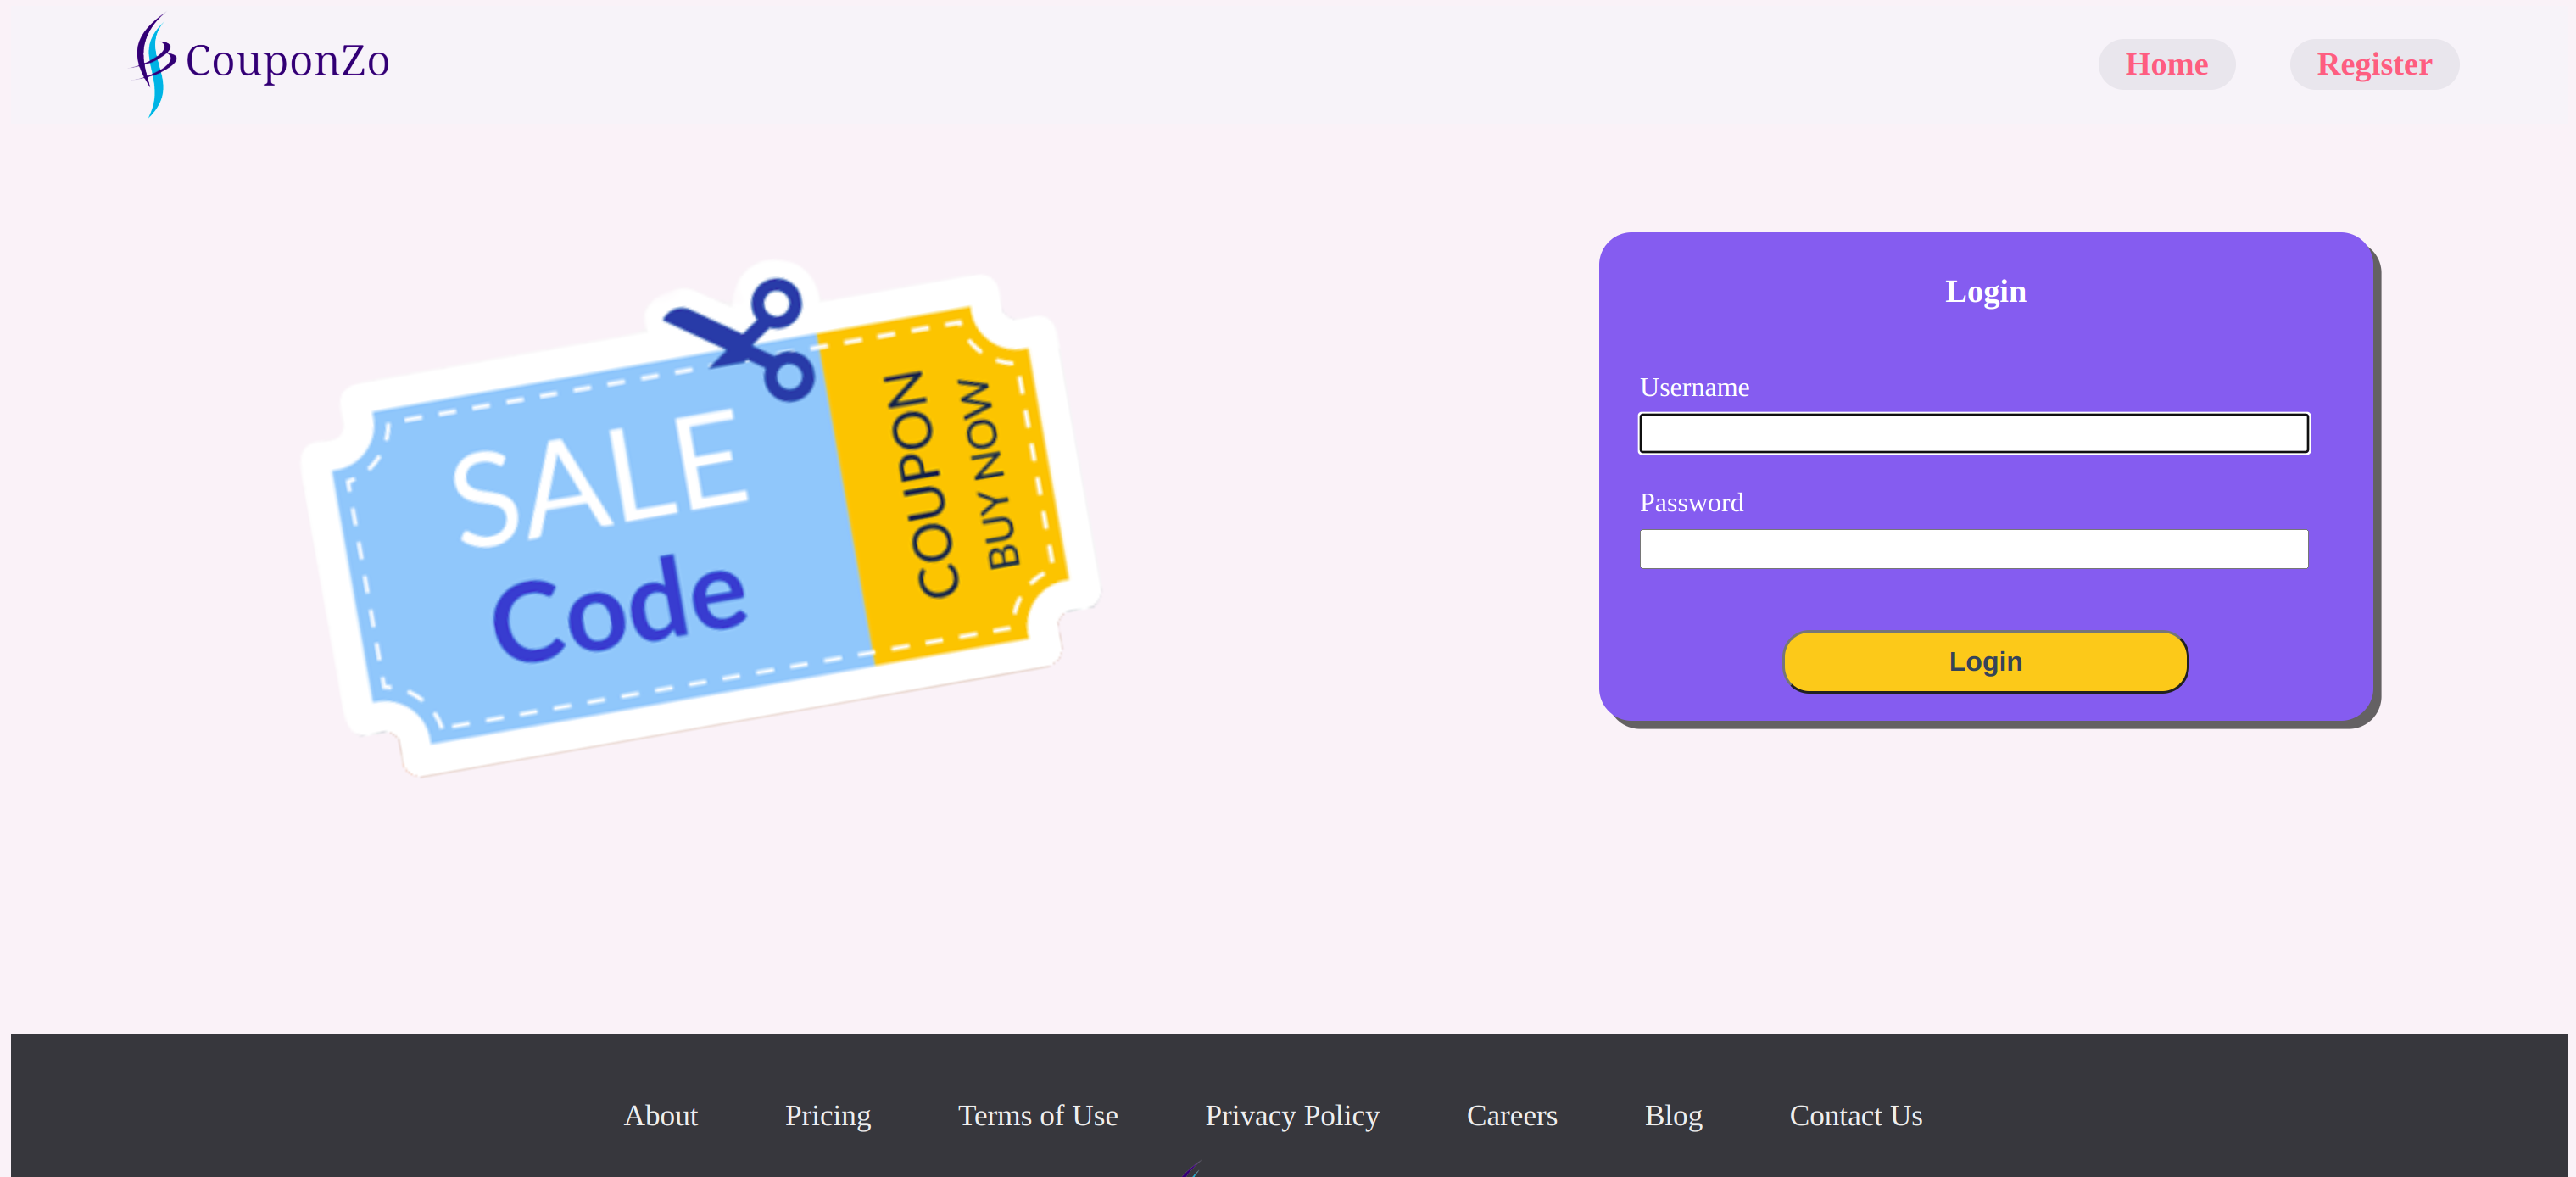 CouponZo
Home
Register
SALE
Code
COUPON
BUY NOW
Login
Username
Password
Login
About
Pricing
Terms of Use
Privacy Policy
Careers
Blog
Contact Us